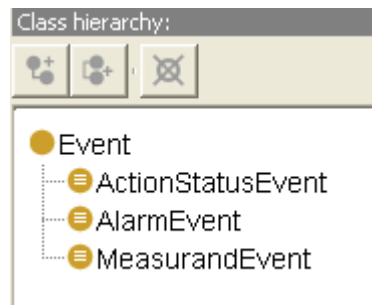 Class hierarchy:
Event
ActionStatusEvent
AlarmEvent
MeasurandEvent